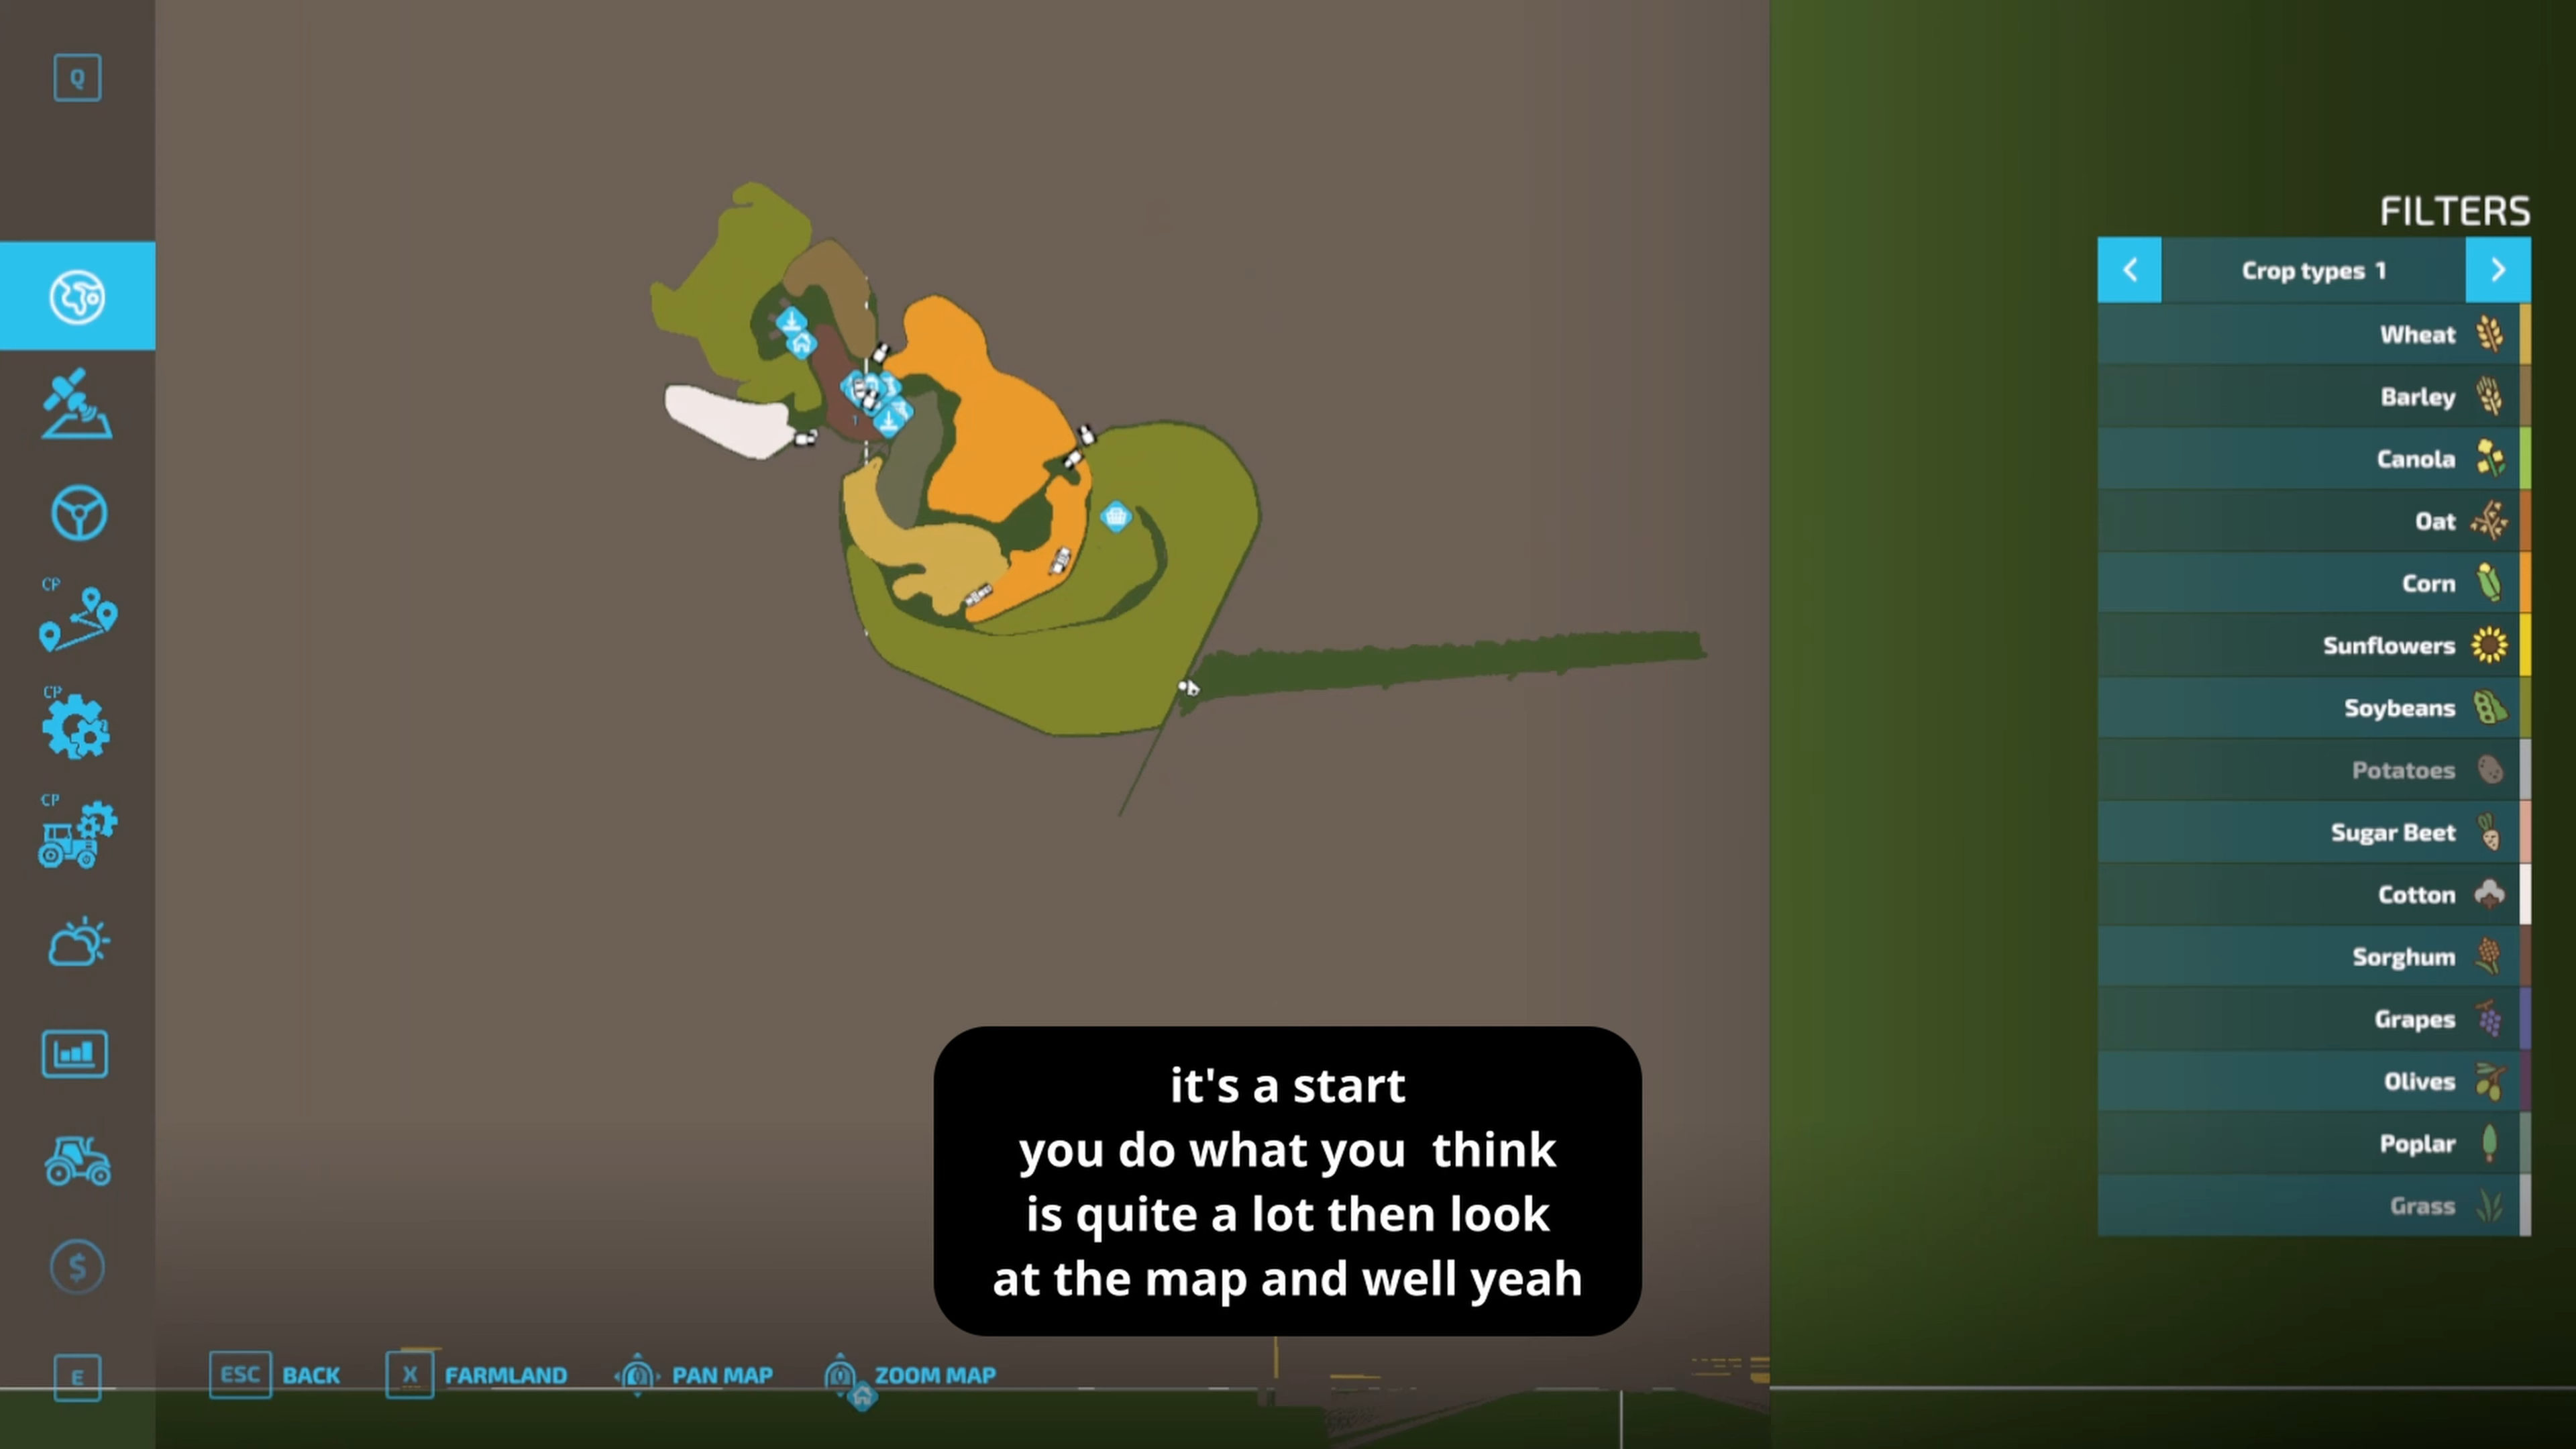 Q
CP
CP
CP
E
FILTERS
Crop types 1
Wheat
Barley
Canola
Oat
Corn
Sunflowers
Soybeans
Potatoes
Sugar Beet
Cotton
Sorghum
Grapes
Olives
Poplar
Grass
1
it's a start
you do what you think
is quite a lot then look
at the map and well yeah
ESC BACK X FARMLAND PAN MAP ZOOM MAP